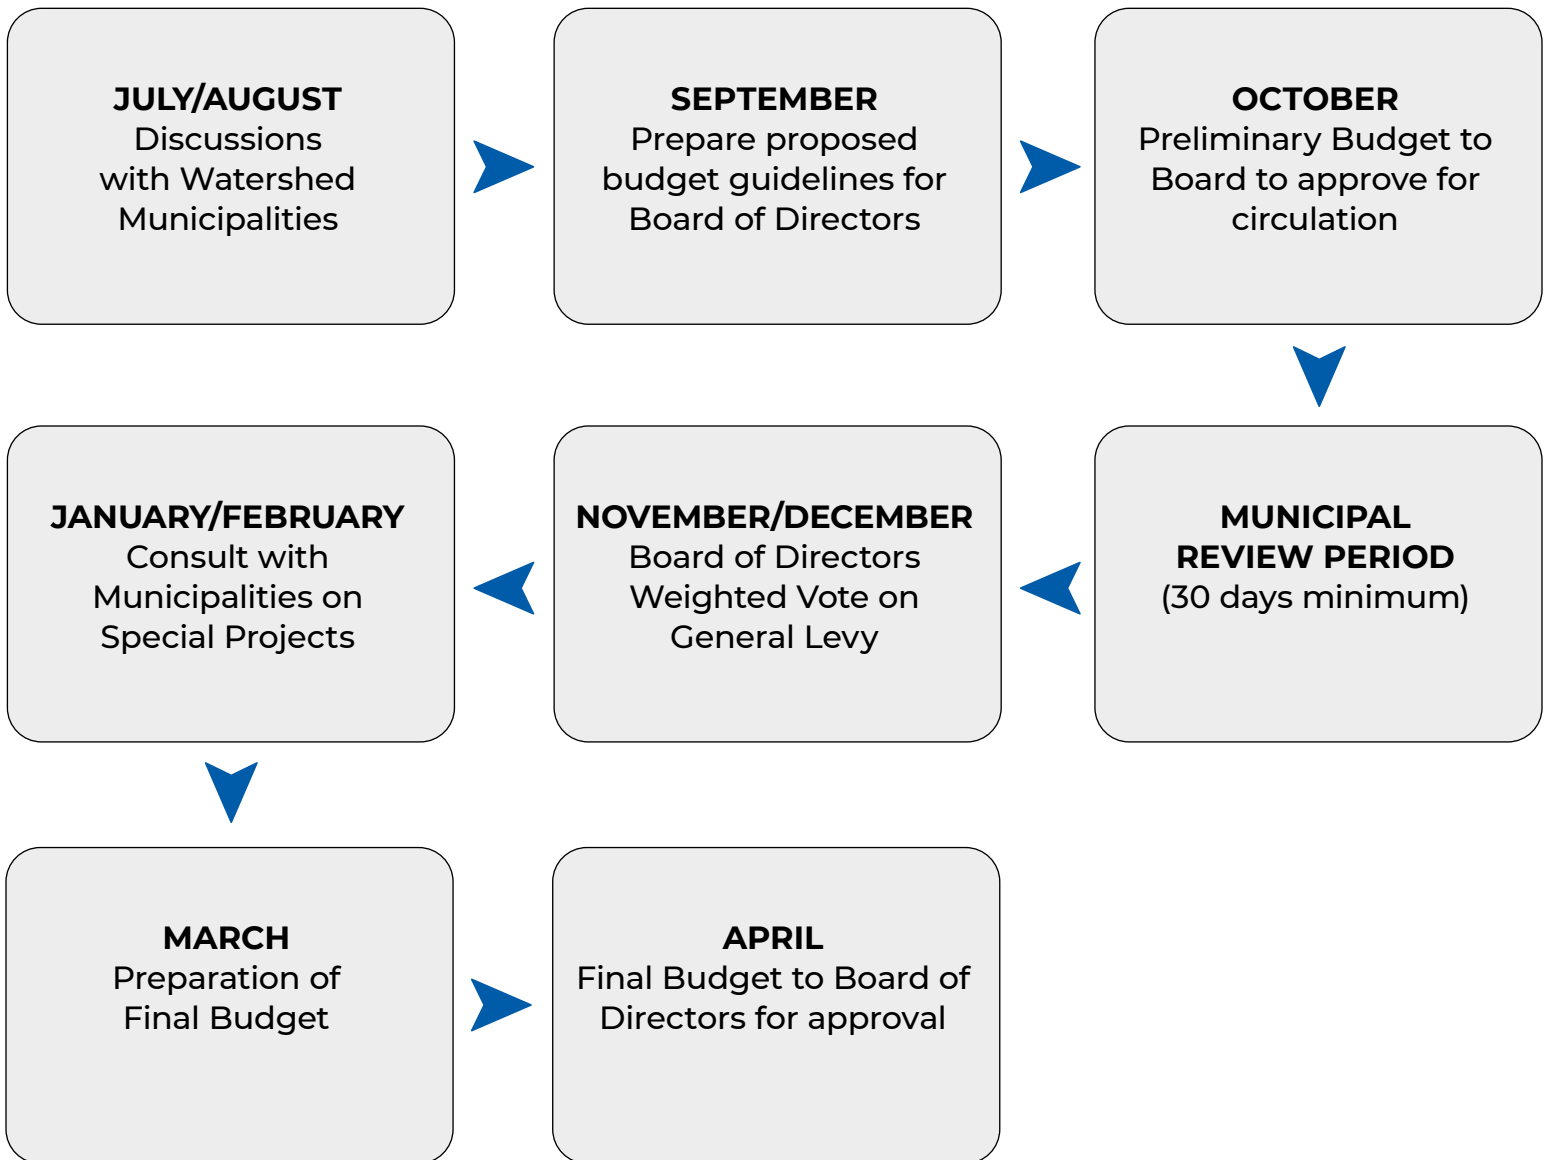 JULY/AUGUST
Discussions
with Watershed
Municipalities
SEPTEMBER
Prepare proposed
budget guidelines for
Board of Directors
OCTOBER
Preliminary Budget to
Board to approve for
circulation
MUNICIPAL
REVIEW PERIOD
(30 days minimum)
NOVEMBER/DECEMBER
Board of Directors
Weighted Vote on
General Levy
JANUARY/FEBRUARY
Consult with
Municipalities on
Special Projects
MARCH
Preparation of
Final Budget
APRIL
Final Budget to Board of
Directors for approval